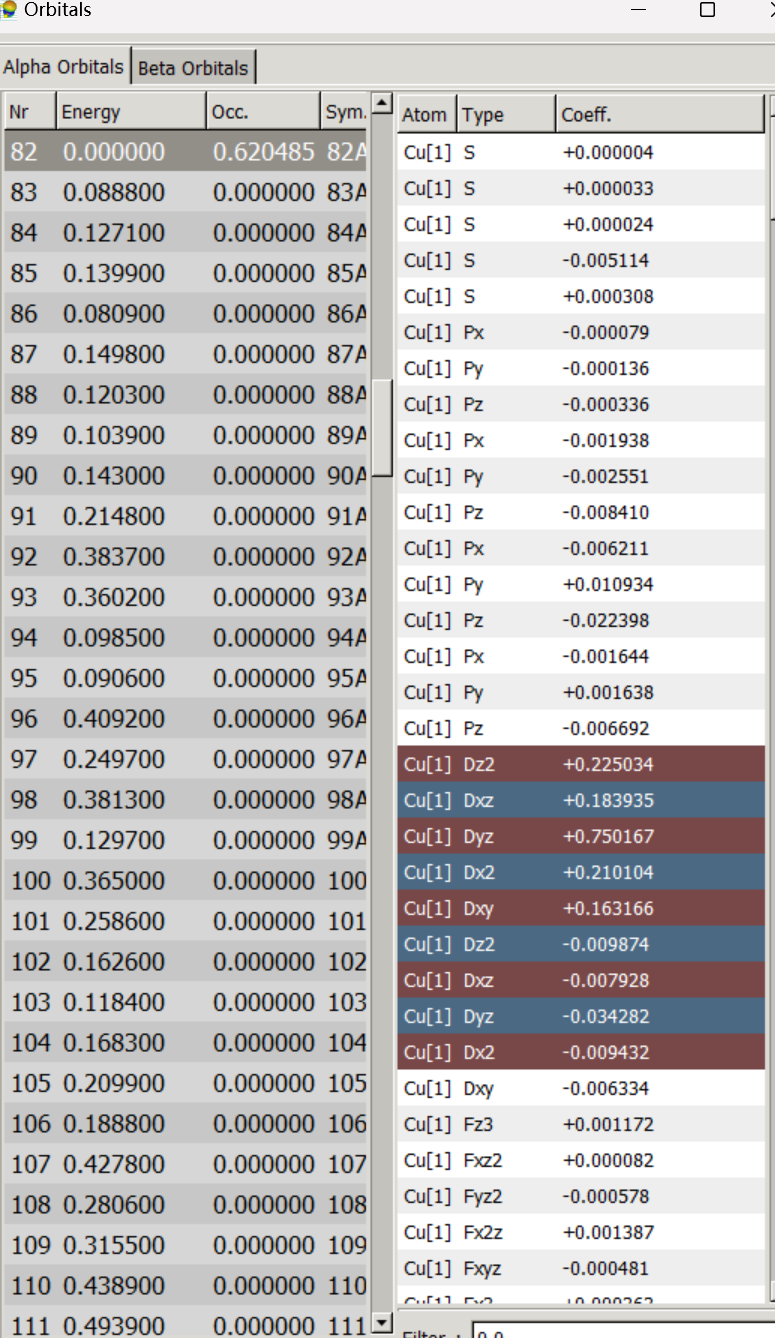 Orbitals
Alpha Orbitals Beta Orbitals
Nr Energy Occ. Sym.
82 0.000000 0.620485 82A
83 0.088800 0.000000 83A
84 0.127100 0.000000 84A
85 0.139900 0.000000 85A
86 0.080900 0.000000 86A
87 0.149800 0.000000 87A
88 0.120300 0.000000 88A
89 0.103900 0.000000 89A
90 0.143000 0.000000 90A
91 0.214800 0.000000 91A
92 0.383700 0.000000 92A
93 0.360200 0.000000 93A
94 0.098500 0.000000 94A
95 0.090600 0.000000 95A
96 0.409200 0.000000 96A
97 0.249700 0.000000 97A
98 0.381300 0.000000 98A
99 0.129700 0.000000 99A
100 0.365000 0.000000 100
101 0.258600 0.000000 101
102 0.162600 0.000000 102
103 0.118400 0.000000 103
104 0.168300 0.000000 104
105 0.209900 0.000000 105
106 0.188800 0.000000 106
107 0.427800 0.000000 107
108 0.280600 0.000000 108
109 0.315500 0.000000 109
110 0.438900 0.000000 110
111 0.493900 0.000000 111
Atom Type Coeff.
Cu[1] S +0.000004
Cu[1] S +0.000033
Cu[1] S +0.000024
Cu[1] S -0.005114
Cu[1] S +0.000308
Cu[1] Px -0.000079
Cu[1] Py -0.000136
Cu[1] Pz -0.000336
Cu[1] Px -0.001938
Cu[1] Py -0.002551
Cu[1] Pz -0.008410
Cu[1] Px -0.006211
Cu[1] Py +0.010934
Cu[1] Pz -0.022398
Cu[1] Px -0.001644
Cu[1] Py +0.001638
Cu[1] Pz -0.006692
Cu[1] Dz2 +0.225034
Cu[1] Dxz +0.183935
Cu[1] Dyz +0.750167
Cu[1] Dx2 +0.210104
Cu[1] Dxy +0.163166
Cu[1] Dz2 -0.009874
Cu[1] Dxz -0.007928
Cu[1] Dyz -0.034282
Cu[1] Dx2 -0.009432
Cu[1] Dxy -0.006334
Cu[1] Fz3 +0.001172
Cu[1] Fxz2 +0.000082
Cu[1] Fyz2 -0.000578
Cu[1] Fx2z +0.001387
Cu[1] Fxyz -0.000481